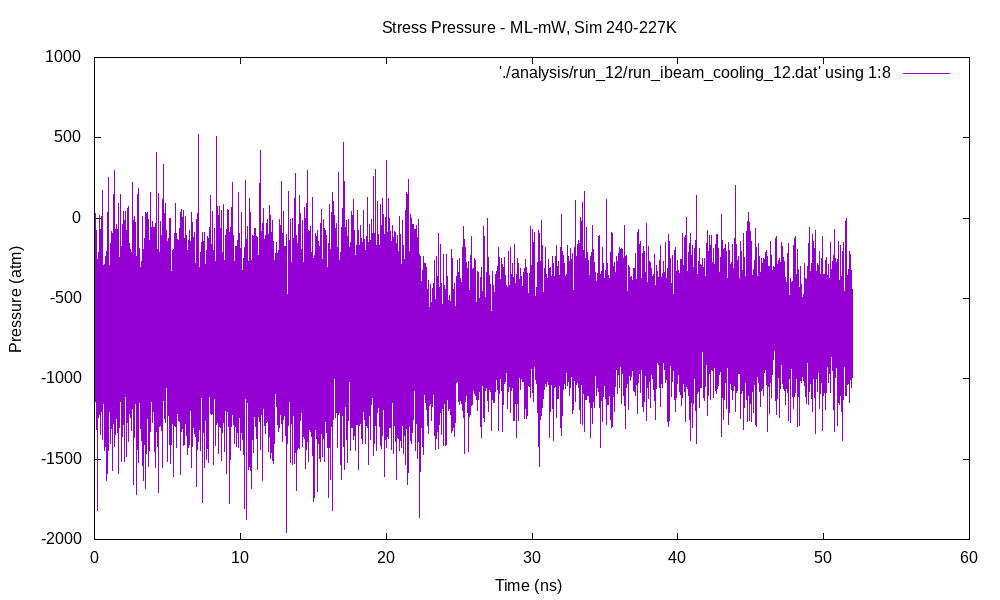 Stress Pressure - ML-mW, Sim 240-227K
'./analysis/run_12/run_ibeam_cooling_12.dat' using 1:8
1000
500
0
-500
-1000
-1500
-2000
Pressure (atm)
0 10 20 30 40 50 60
Time (ns)